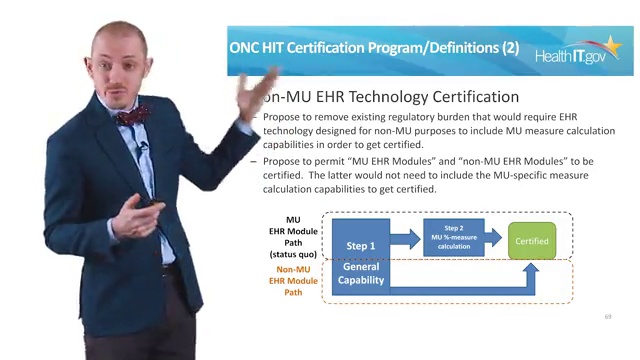 ONC HIT Certification Program/Definitions (2)
HealthIT.gov
on-MU EHR Technology Certification
– Propose to remove existing regulatory burden that would require EHR
technology designed for non-MU purposes to include MU measure calculation
capabilities in order to get certified.
– Propose to permit “MU EHR Modules” and “non-MU EHR Modules” to be
certified. The latter would not need to include the MU-specific measure
calculation capabilities to get certified.
MU
EHR Module
Path
(status quo)
Non-MU
EHR Module
Path
Step 1
General
Capability
Step 2
MU %-measure
calculation
Certified
69